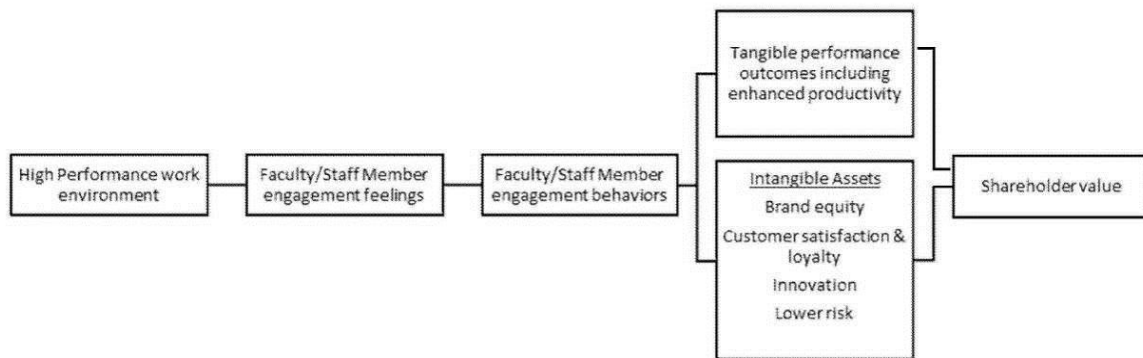 High Performance work
environment
Faculty/Staff Member
engagement feelings
Faculty/Staff Member
engagement behaviors
Tangible performance
outcomes including
enhanced productivity
Intangible Assets
Brand equity
Customer satisfaction &
loyalty
Innovation
Lower risk
Shareholder value